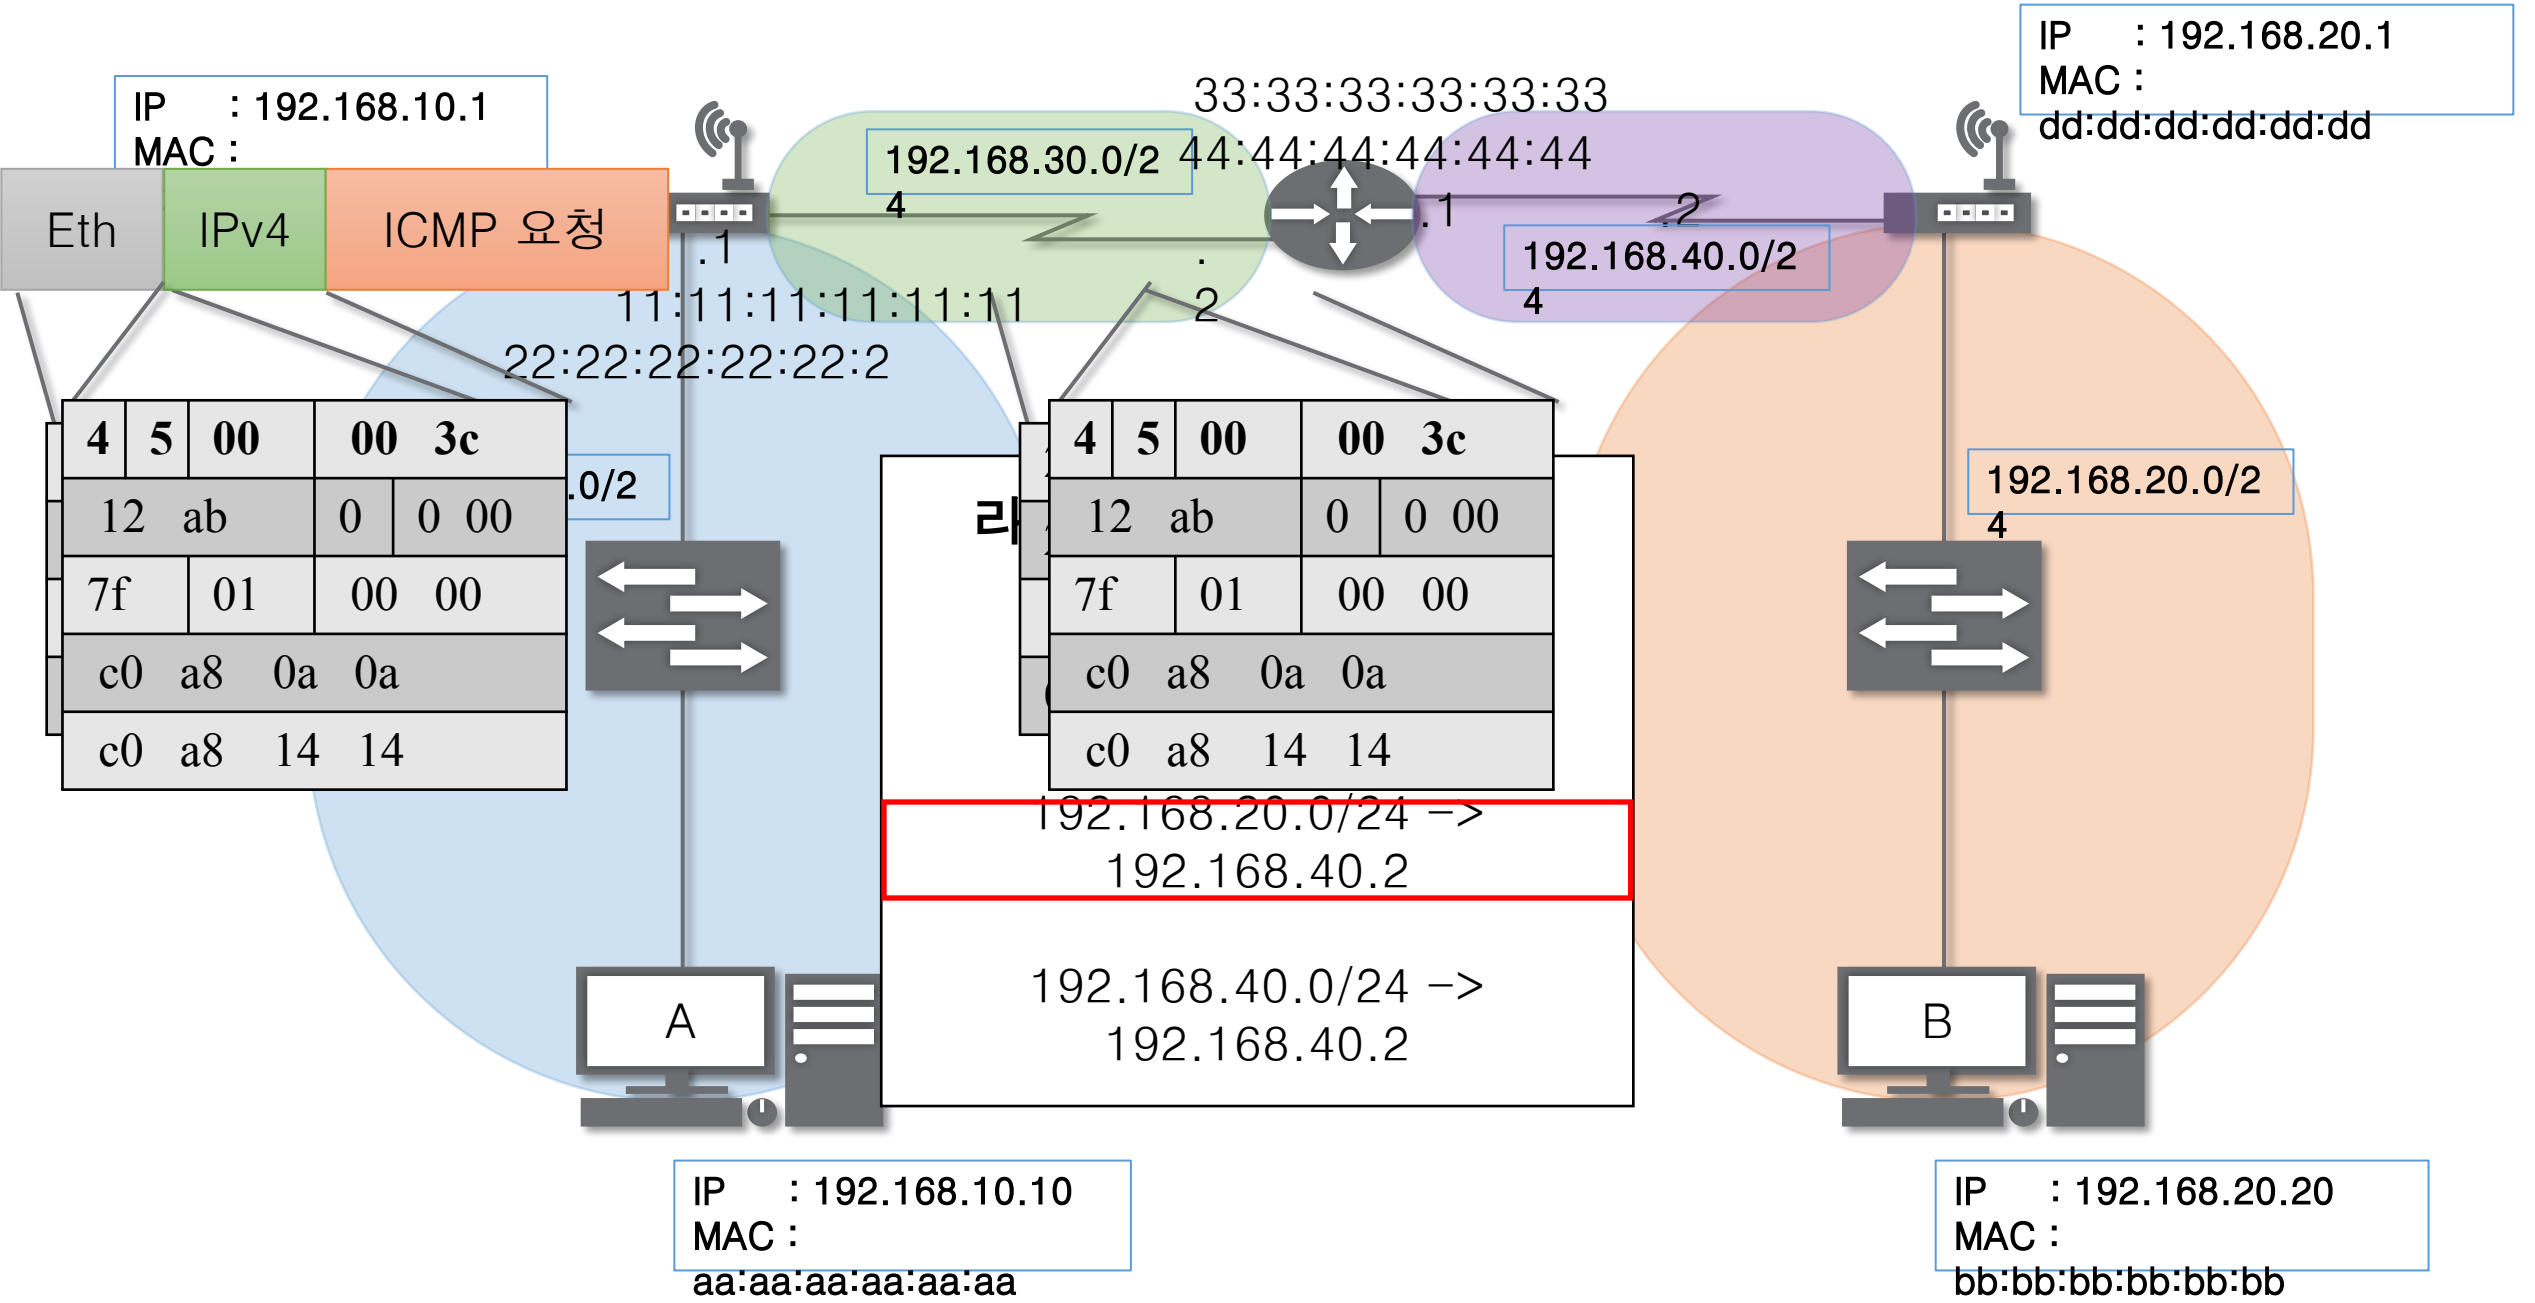 IP : 192.168.20.1
MAC :
dd:dd:dd:dd:dd:dd
IP : 192.168.10.1
MAC :
33:33:33:33:33:33
44:44:44:44:44:44
192.168.30.0/2
4
Eth
IPv4
ICMP 요청
.1
.
2
.1
.2
192.168.40.0/2
4
11:11:11:11:11:11
22:22:22:22:22:2
4 5 00 00 3c
12 ab 0 0 00
7f 01 00 00
c0 a8 0a 0a
c0 a8 14 14
.0/2
라
4 5 00 00 3c
12 ab 0 0 00
7f 01 00 00
c0 a8 0a 0a
c0 a8 14 14
192.168.20.0/24 ->
192.168.40.2
192.168.40.0/24 ->
192.168.40.2
192.168.20.0/2
4
A
B
IP : 192.168.10.10
MAC :
aa:aa:aa:aa:aa:aa
IP : 192.168.20.20
MAC :
bb:bb:bb:bb:bb:bb